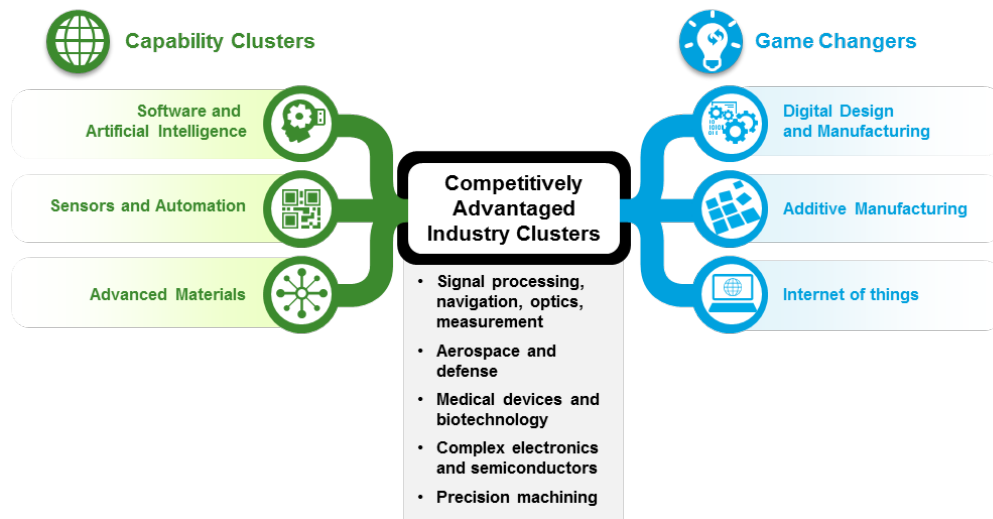 Capability Clusters
Software and
Artificial Intelligence
Sensors and Automation
Advanced Materials
Competitively
Advantaged
Industry Clusters
• Signal processing,
navigation, optics,
measurement
• Aerospace and
defense
• Medical devices and
biotechnology
• Complex electronics
and semiconductors
• Precision machining
Game Changers
Digital Design
and Manufacturing
Additive Manufacturing
Internet of things